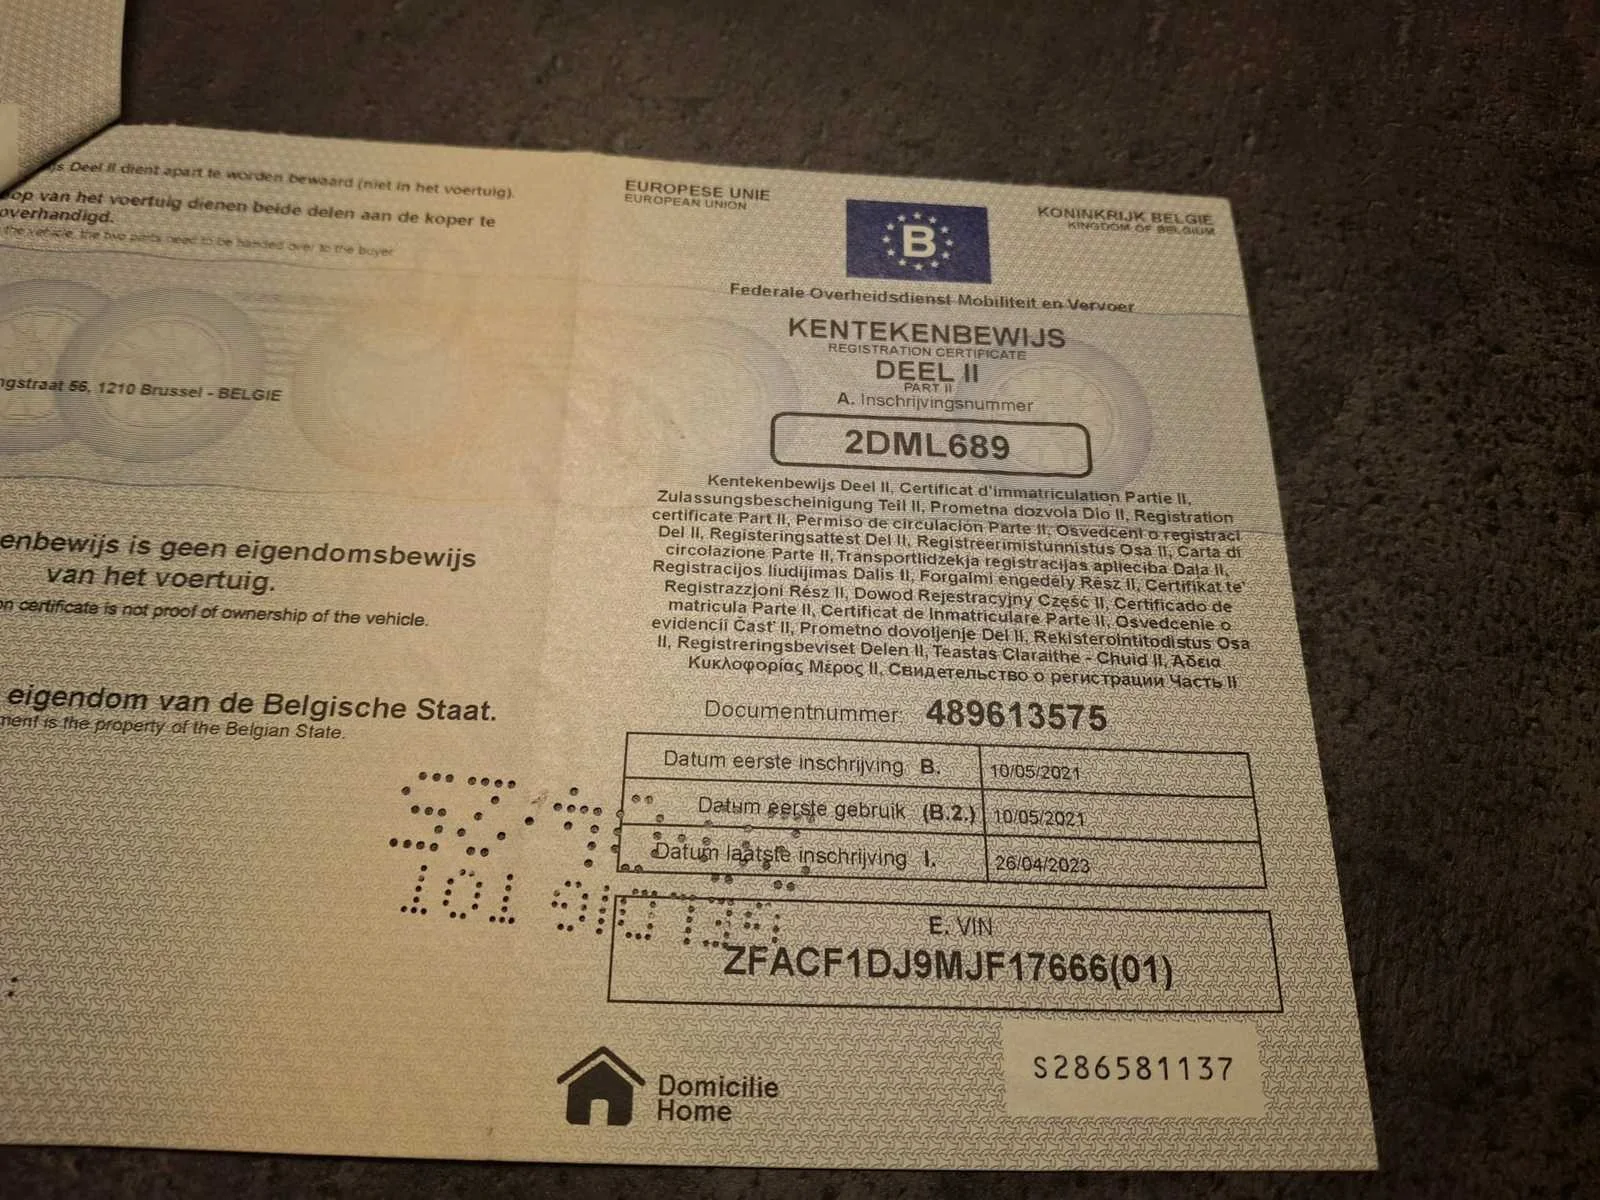 Deel II dient apart te worden bewaard (niet in het voertuig).
op van het voertuig dienen beide delen aan de koper te
overhandigd.
the vehicle, the two parts need to be handed over to the buyer
ngstraat 56, 1210 Brussel - BELGIE
enbewijs is geen eigendomsbewijs
van het voertuig.
on certificate is not proof of ownership of the vehicle.
eigendom van de Belgische Staat.
ment is the property of the Belgian State.
EUROPESE UNIE
EUROPEAN UNION
B
KONINKRIJK BELGIE
KINGDOM OF BELGIUM
Federale Overheidsdienst Mobiliteit en Vervoer
KENTEKENBEWIJS
REGISTRATION CERTIFICATE
DEEL II
PART II
A. Inschrijvingsnummer
2DML689
Kentekenbewijs Deel II, Certificat d'immatriculation Partie II,
Zulassungsbescheinigung Teil II, Prometna dozvola Dio II, Registration
certificate Part II, Permiso de circulación Parte II, Osvedceni o registraci
Del II, Registeringsattest Del II, Registreerimistunnistus Osa II, Carta di
circolazione Parte II, Transportlidzekja registracijas aplieciba Dala II,
Registracijos liudijimas Dalis II, Forgalmi engedély Rész II, Certifikat te'
Registrazzjoni Rész II, Dowod Rejestracyjny Część II, Certificado de
matricula Parte II, Certificat de Inmatriculare Parte II, Osvedcenie o
evidencii Čast' II, Prometno dovoljenje Del II, Rekisterointitodistus Osa
II, Registreringsbeviset Delen II, Teastas Claraithe - Chuid II, Άδεια
Κυκλοφορίας Μέρος II, Свидетельство о регистрации Часть II
Documentnummer: 489613575
Datum eerste inschrijving B. 10/05/2021
Datum eerste gebruik (B.2.) 10/05/2021
Datum laatste inschrijving I. 26/04/2023
E. VIN
ZFACF1DJ9MJF17666(01)
S286581137
Domicilie
Home